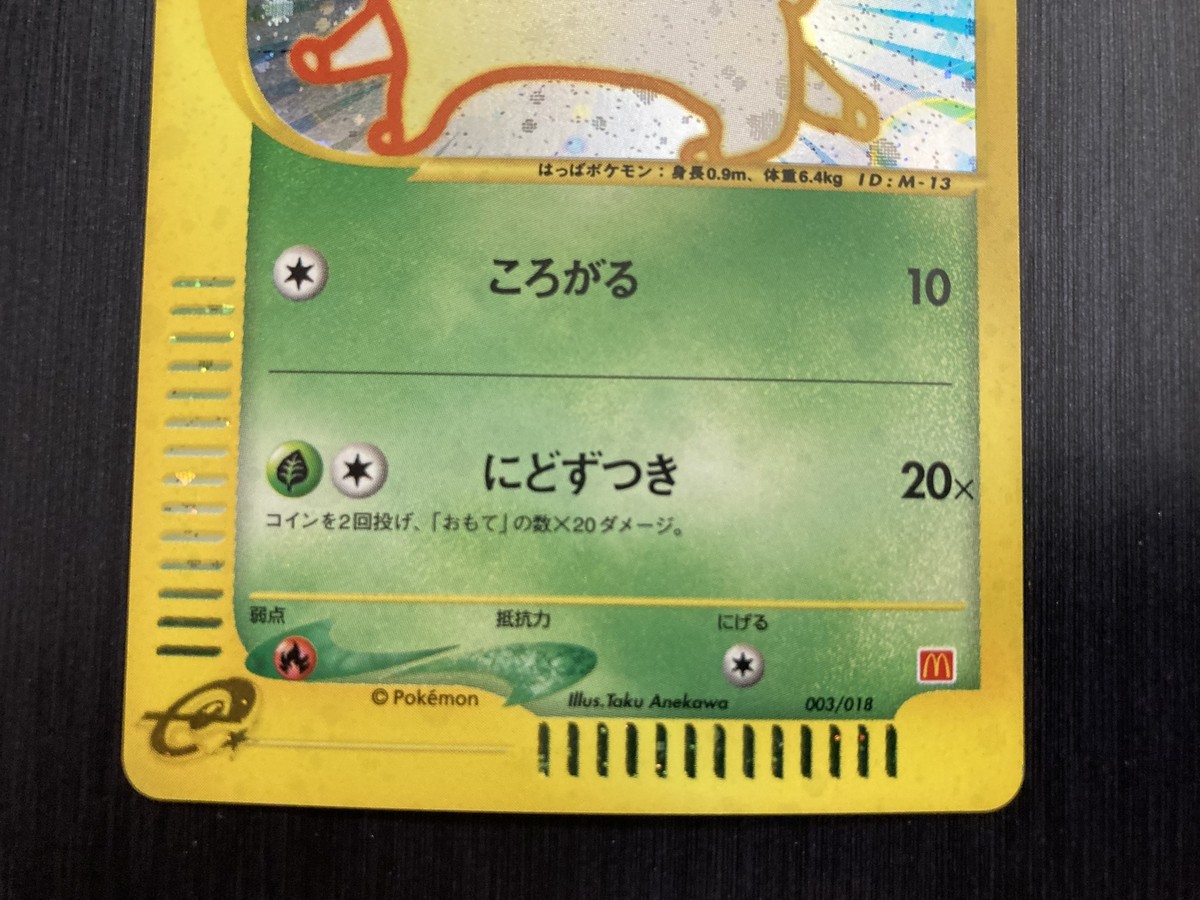 はっぱポケモン：身長0.9m、体重6.4kg ID:M-13
ころがる 10
にどずつき 20×
コインを2回投げ、「おもて」の数×20ダメージ。
弱点 抵抗力 にげる
©Pokémon Illus.Taku Anekawa 003/018